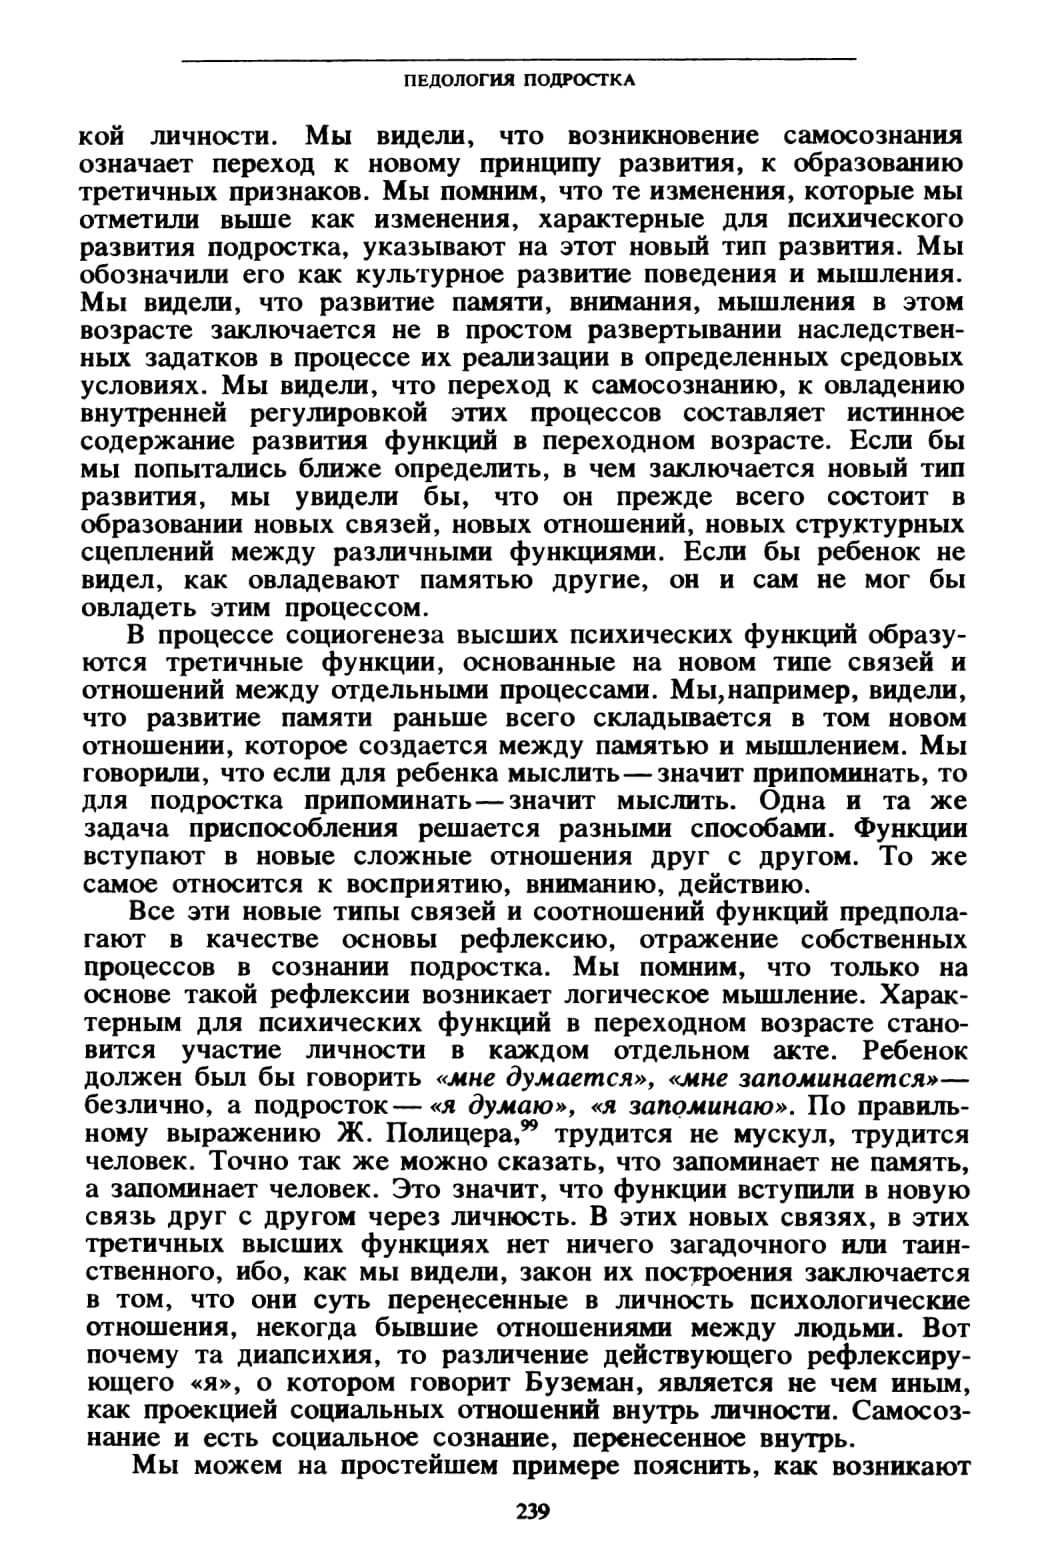 ПЕДОЛОГИЯ ПОДРОСТКА
кой личности. Мы видели, что возникновение самосознания
означает переход к новому принципу развития, к образованию
третичных признаков. Мы помним, что те изменения, которые мы
отметили выше как изменения, характерные для психического
развития подростка, указывают на этот новый тип развития. Мы
обозначили его как культурное развитие поведения и мышления.
Мы видели, что развитие памяти, внимания, мышления в этом
возрасте заключается не в простом развертывании наследствен-
ных задатков в процессе их реализации в определенных средовых
условиях. Мы видели, что переход к самосознанию, к овладению
внутренней регулировкой этих процессов составляет истинное
содержание развития функций в переходном возрасте. Если бы
мы попытались ближе определить, в чем заключается новый тип
развития, мы увидели бы, что он прежде всего состоит в
образовании новых связей, новых отношений, новых структурных
сцеплений между различными функциями. Если бы ребенок не
видел, как овладевают памятью другие, он и сам не мог бы
овладеть этим процессом.
В процессе социогенеза высших психических функций образу-
ются третичные функции, основанные на новом типе связей и
отношений между отдельными процессами. Мы,например, видели,
что развитие памяти раньше всего складывается в том новом
отношении, которое создается между памятью и мышлением. Мы
говорили, что если для ребенка мыслить — значит припоминать, то
для подростка припоминать — значит мыслить. Одна и та же
задача приспособления решается разными способами. Функции
вступают в новые сложные отношения друг с другом. То же
самое относится к восприятию, вниманию, действию.
Все эти новые типы связей и соотношений функций предпола-
гают в качестве основы рефлексию, отражение собственных
процессов в сознании подростка. Мы помним, что только на
основе такой рефлексии возникает логическое мышление. Харак-
терным для психических функций в переходном возрасте стано-
вится участие личности в каждом отдельном акте. Ребенок
должен был бы говорить «мне думается», «мне запоминается» —
безлично, а подросток — «я думаю», «я запоминаю». По правиль-
ному выражению Ж. Полицера,⁹⁹ трудится не мускул, трудится
человек. Точно так же можно сказать, что запоминает не память,
а запоминает человек. Это значит, что функции вступили в новую
связь друг с другом через личность. В этих новых связях, в этих
третичных высших функциях нет ничего загадочного или таин-
ственного, ибо, как мы видели, закон их построения заключается
в том, что они суть перенесенные в личность психологические
отношения, некогда бывшие отношениями между людьми. Вот
почему та диапсихия, то различение действующего рефлексиру-
ющего «я», о котором говорит Буземан, является не чем иным,
как проекцией социальных отношений внутрь личности. Самосоз-
нание и есть социальное сознание, перенесенное внутрь.
Мы можем на простейшем примере пояснить, как возникают
239